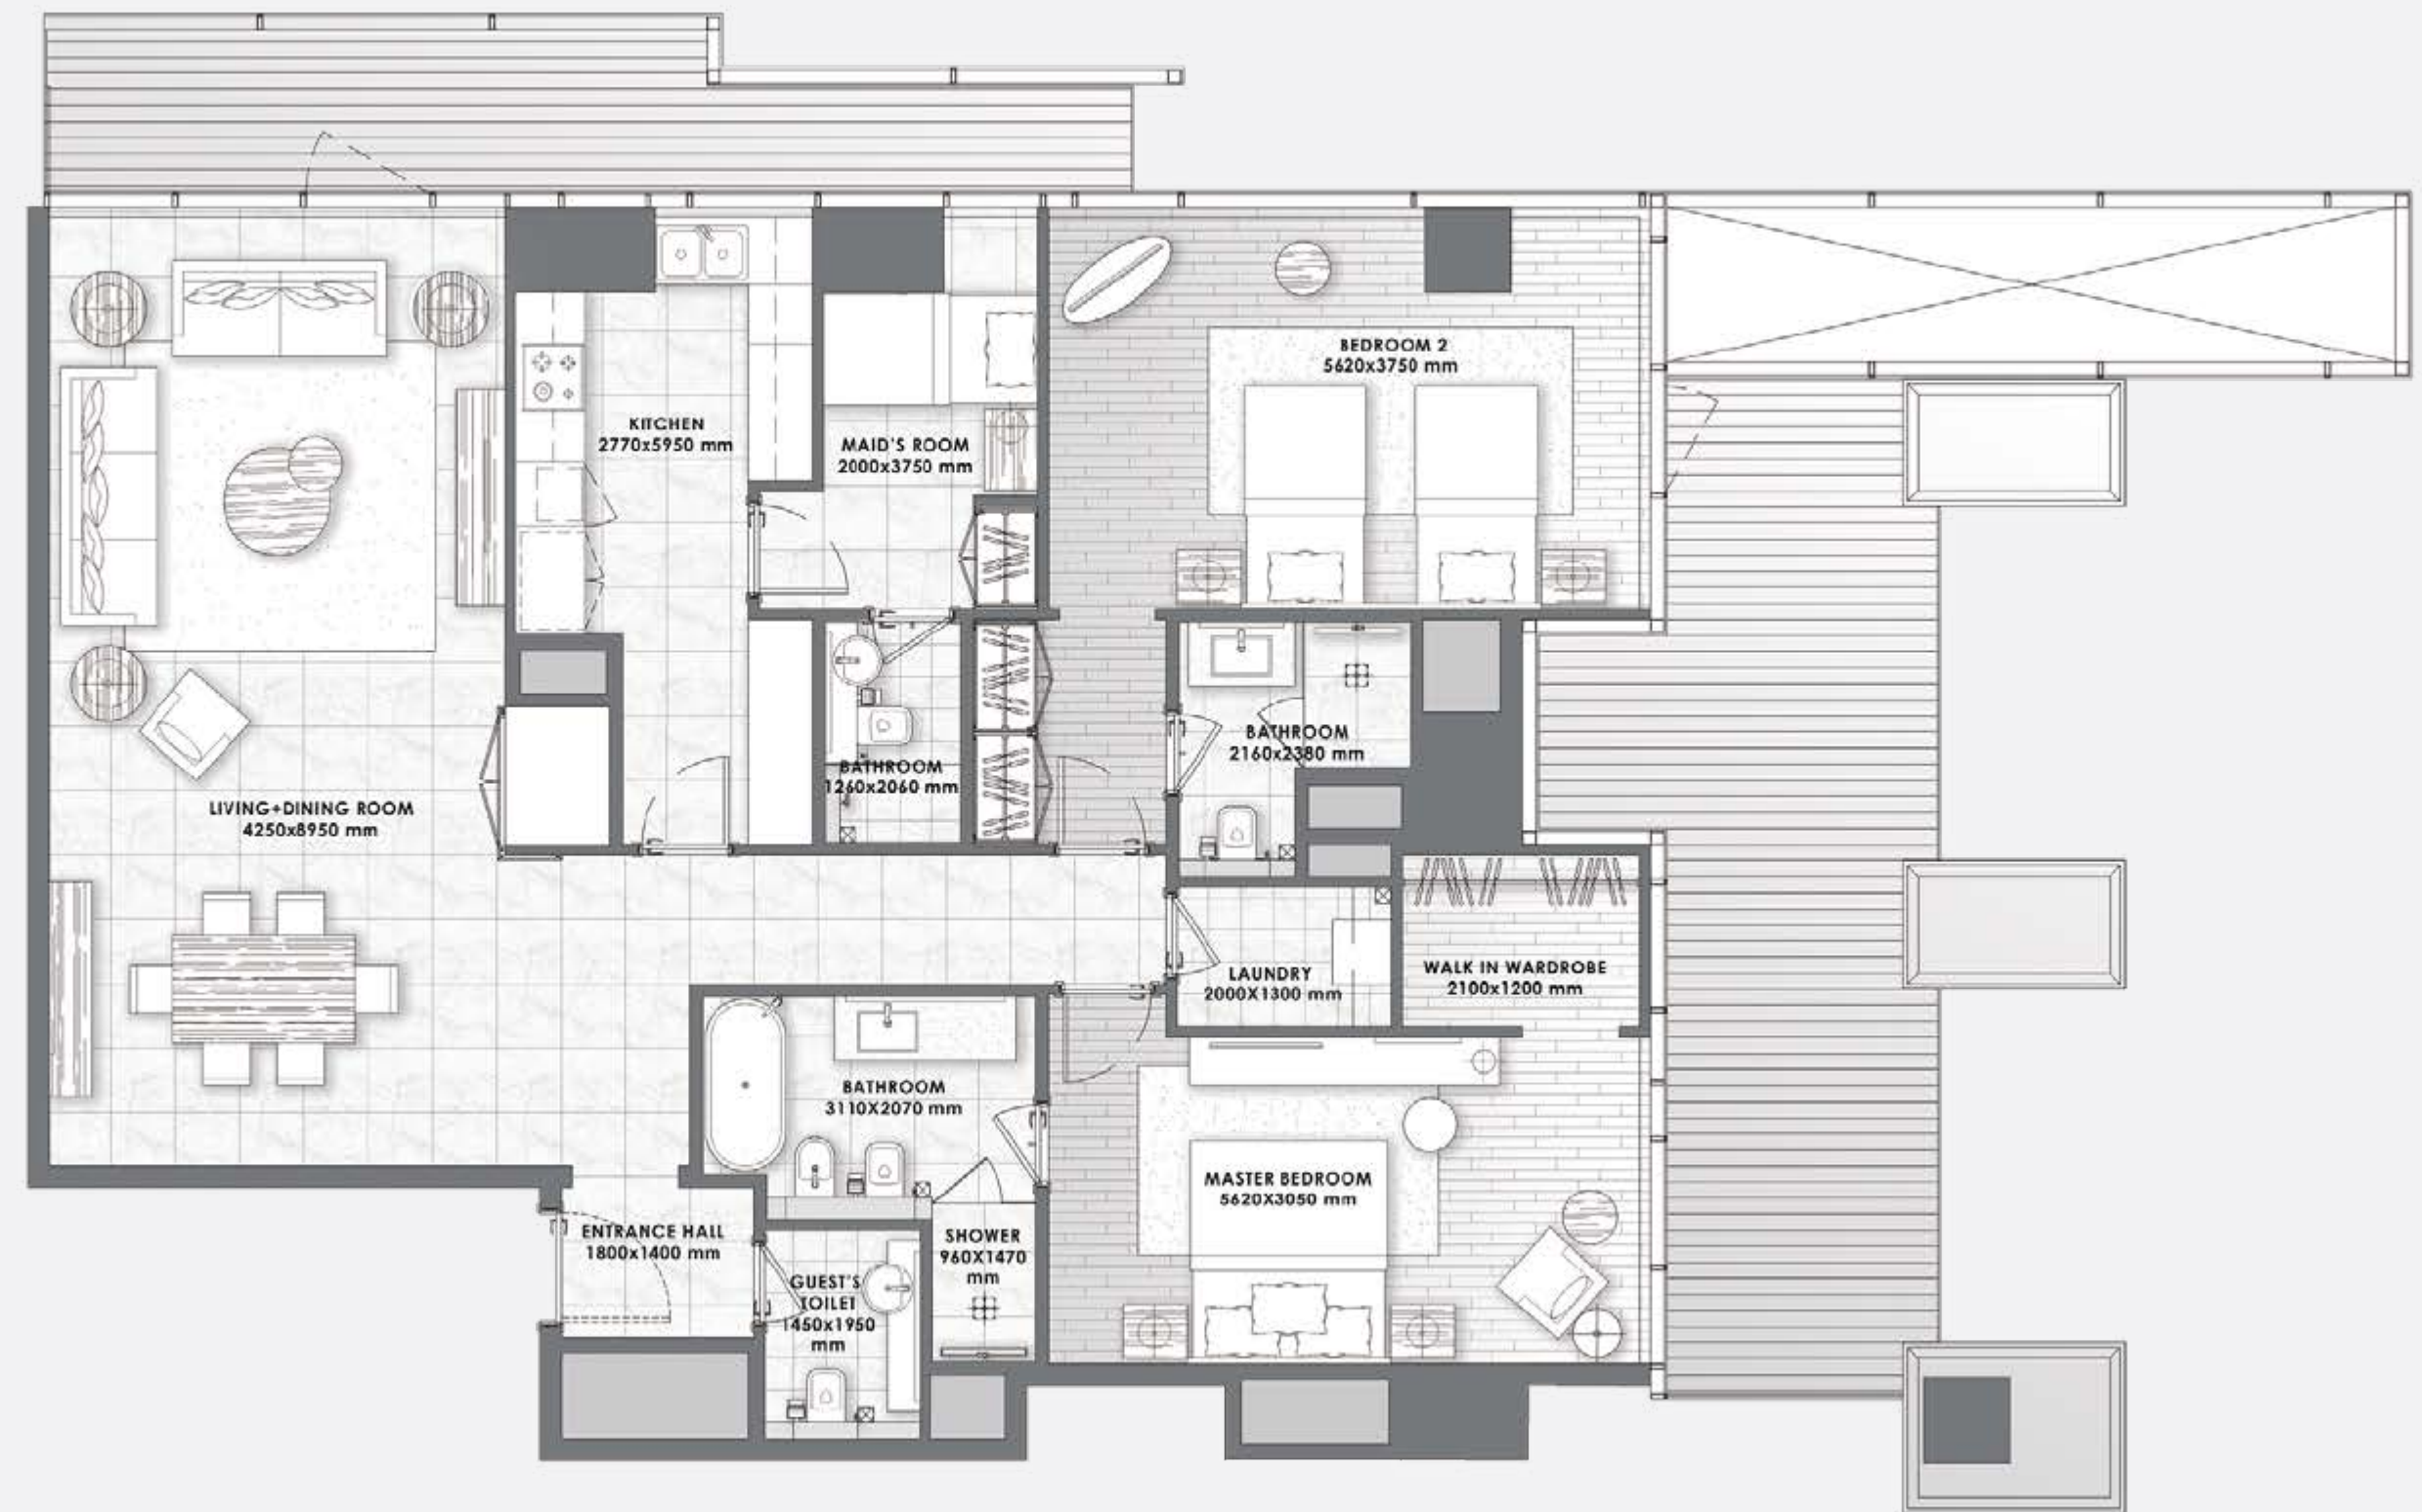 BEDROOM 2
5620x3750 mm
KITCHEN
2770x5950 mm
MAID'S ROOM
2000x3750 mm
BATHROOM
2160x2380 mm
BATHROOM
1260x2060 mm
LIVING+DINING ROOM
4250x8950 mm
LAUNDRY
2000X1300 mm
WALK IN WARDROBE
2100x1200 mm
BATHROOM
3110X2070 mm
MASTER BEDROOM
5620X3050 mm
ENTRANCE HALL
1800x1400 mm
SHOWER
960X1470
mm
GUEST'S
TOILET
1450x1950
mm